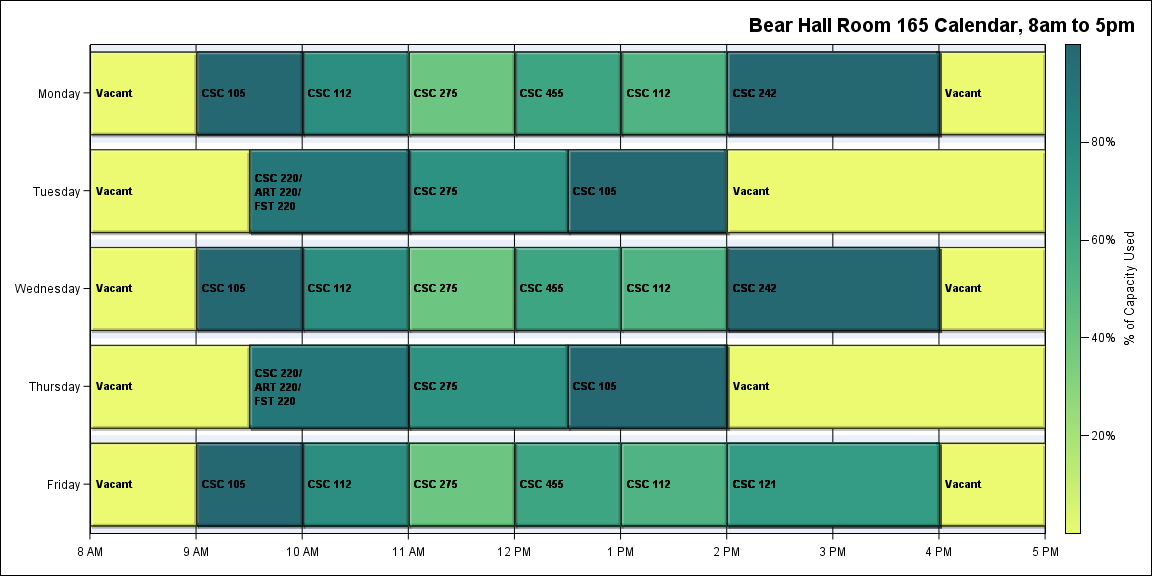 Bear Hall Room 165 Calendar, 8am to 5pm
Monday
Vacant
CSC 105
CSC 112
CSC 275
CSC 455
CSC 112
CSC 242
Vacant
Tuesday
Vacant
CSC 220/
ART 220/
FST 220
CSC 275
CSC 105
Vacant
Wednesday
Vacant
CSC 105
CSC 112
CSC 275
CSC 455
CSC 112
CSC 242
Vacant
Thursday
Vacant
CSC 220/
ART 220/
FST 220
CSC 275
CSC 105
Vacant
Friday
Vacant
CSC 105
CSC 112
CSC 275
CSC 455
CSC 112
CSC 121
Vacant
8 AM
9 AM
10 AM
11 AM
12 PM
1 PM
2 PM
3 PM
4 PM
5 PM
80%
60%
40%
20%
% of Capacity Used